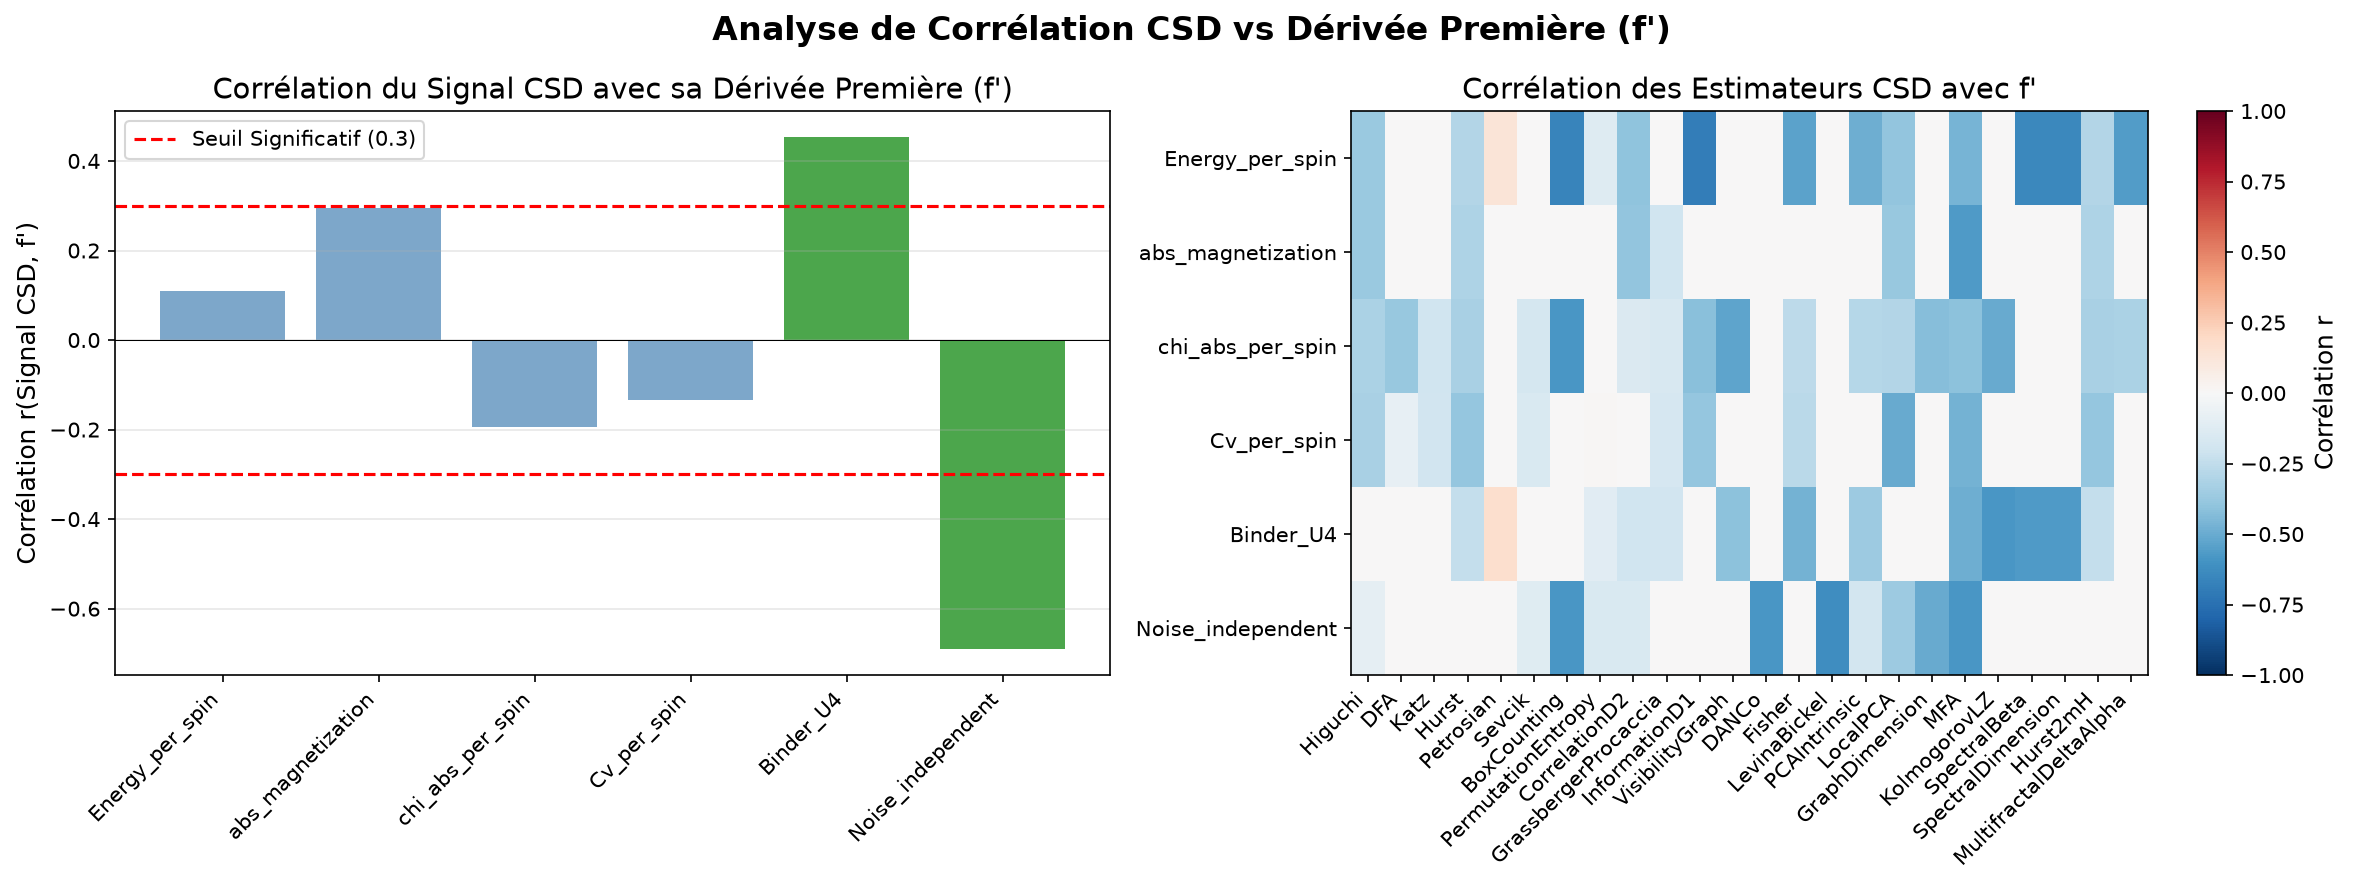 Analyse de Corrélation CSD vs Dérivée Première (f')
Corrélation du Signal CSD avec sa Dérivée Première (f')
Seuil Significatif (0.3)
Corrélation r(Signal CSD, f')
0.4
0.2
0.0
−0.2
−0.4
−0.6
Energy_per_spin
abs_magnetization
chi_abs_per_spin
Cv_per_spin
Binder_U4
Noise_independent
Corrélation des Estimateurs CSD avec f'
Energy_per_spin
abs_magnetization
chi_abs_per_spin
Cv_per_spin
Binder_U4
Noise_independent
Higuchi
DFA
Katz
Hurst
Petrosian
Sevcik
BoxCounting
PermutationEntropy
CorrelationD2
GrassbergerProcaccia
InformationD1
VisibilityGraph
DANCo
Fisher
LevinaBickel
PCAIntrinsic
LocalPCA
GraphDimension
MFA
KolmogorovLZ
SpectralBeta
SpectralDimension
Hurst2mH
MultifractalDeltaAlpha
1.00
0.75
0.50
0.25
0.00
−0.25
−0.50
−0.75
−1.00
Corrélation r